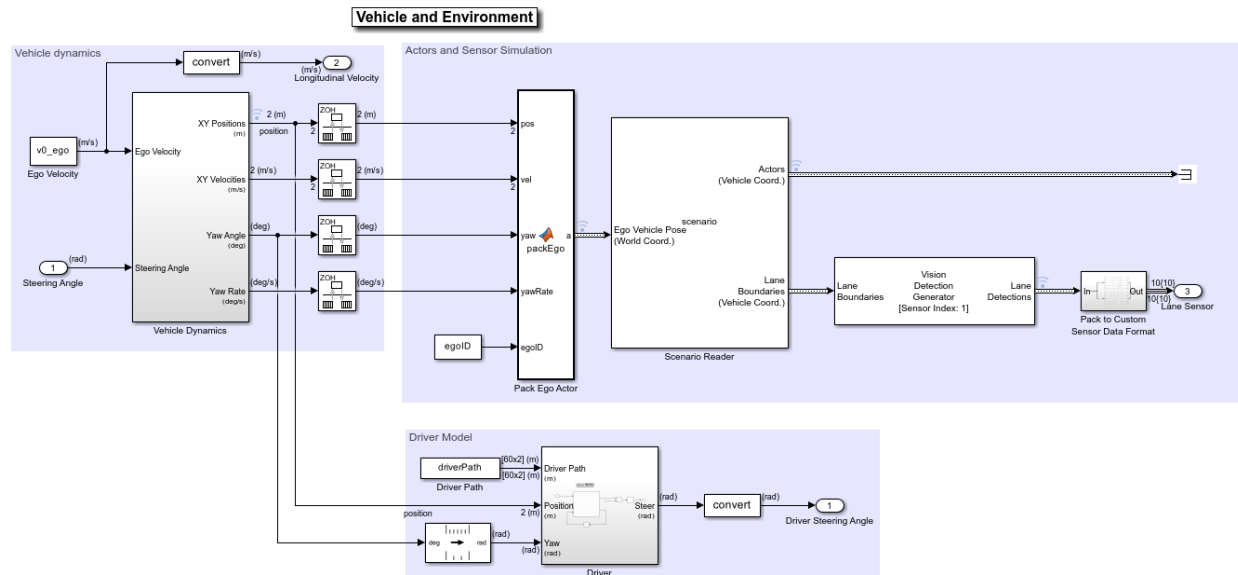 Vehicle and Environment
Vehicle dynamics
convert
(m/s)
(m/s)
2
Longitudinal Velocity
v0_ego
(m/s)
Ego Velocity
1
(rad)
Steering Angle
Ego Velocity
Steering Angle
XY Positions
(m)
XY Velocities
(m/s)
Yaw Angle
(deg)
Yaw Rate
(deg/s)
Vehicle Dynamics
2 (m)
position
2
ZOH
2 (m)
2 (m/s)
2
ZOH
2 (m/s)
(deg)
ZOH
(deg)
(deg/s)
ZOH
(deg/s)
Actors and Sensor Simulation
2
pos
2
vel
yaw
packEgo
a
yawRate
egoID
egoID
Pack Ego Actor
Ego Vehicle Pose
(World Coord.)
scenario
Actors
(Vehicle Coord.)
Lane
Boundaries
(Vehicle Coord.)
Scenario Reader
Lane
Boundaries
Vision
Detection
Generator
[Sensor Index: 1]
Lane
Detections
In
Out
Pack to Custom
Sensor Data Format
10{10}
10{10}
3
Lane Sensor
Driver Model
driverPath
Driver Path
[60x2] (m)
[60x2] (m)
position
2 (m)
deg
rad
(rad)
(rad)
Driver Path
(m)
Position
(m)
Yaw
(rad)
Steer
(rad)
Driver
(rad)
convert
(rad)
1
Driver Steering Angle